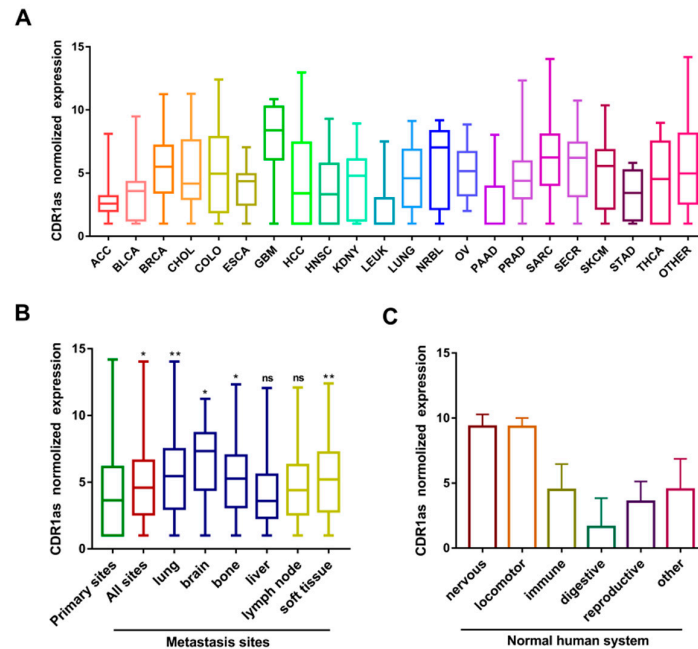 A
CDR1as normolized expression
15
10
5
0
ACC
BLCA
BRCA
CHOL
COLO
ESCA
GBM
HCC
HNSC
KDNY
LEUK
LUNG
NRBL
OV
PAAD
PRAD
SARC
SECR
SKCM
STAD
THCA
OTHER
B
CDR1as normolized expression
15
10
5
0
* ** * * ns ns **
Primary sites
All sites
lung
brain
bone
liver
lymph node
soft tissue
Metastasis sites
C
CDR1as normolized expression
15
10
5
0
nervous
locomotor
immune
digestive
reproductive
other
Normal human system